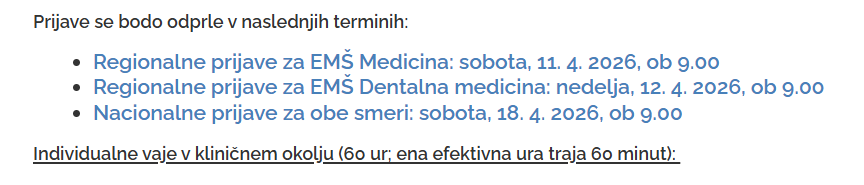 Prijave se bodo odprle v naslednjih terminih:
• Regionalne prijave za EMŠ Medicina: sobota, 11. 4. 2026, ob 9.00
• Regionalne prijave za EMŠ Dentalna medicina: nedelja, 12. 4. 2026, ob 9.00
• Nacionalne prijave za obe smeri: sobota, 18. 4. 2026, ob 9.00
Individualne vaje v kliničnem okolju (60 ur; ena efektivna ura traja 60 minut):